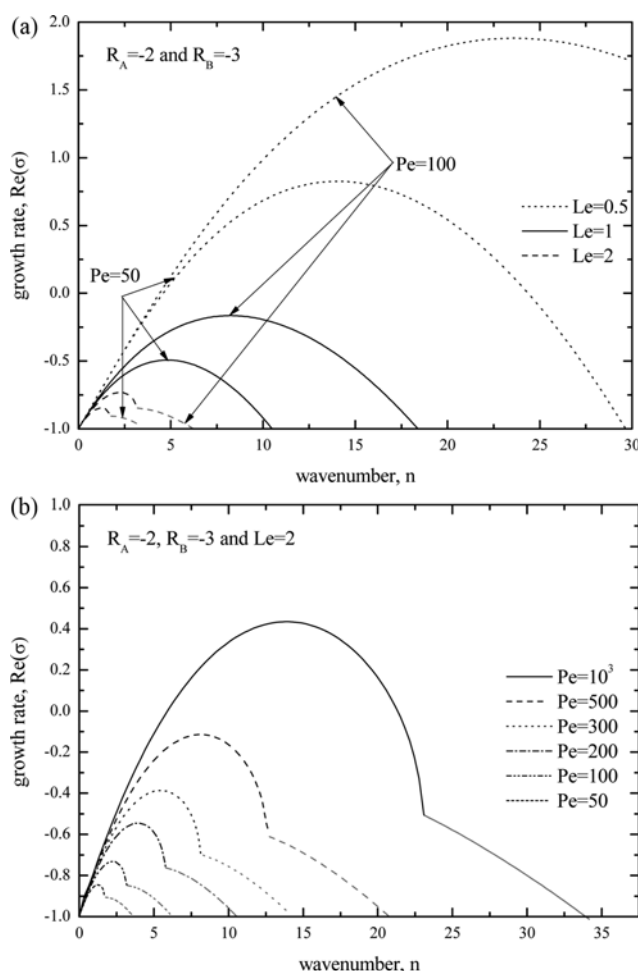 (a)
R_A=-2 and R_B=-3
2.0
1.5
1.0
0.5
0.0
-0.5
-1.0
growth rate, Re(σ)
Pe=100
Pe=50
Le=0.5
Le=1
Le=2
0 5 10 15 20 25 30
wavenumber, n
(b)
R_A=-2, R_B=-3 and Le=2
1.0
0.8
0.6
0.4
0.2
0.0
-0.2
-0.4
-0.6
-0.8
-1.0
growth rate, Re(σ)
Pe=10³
Pe=500
Pe=300
Pe=200
Pe=100
Pe=50
0 5 10 15 20 25 30 35
wavenumber, n